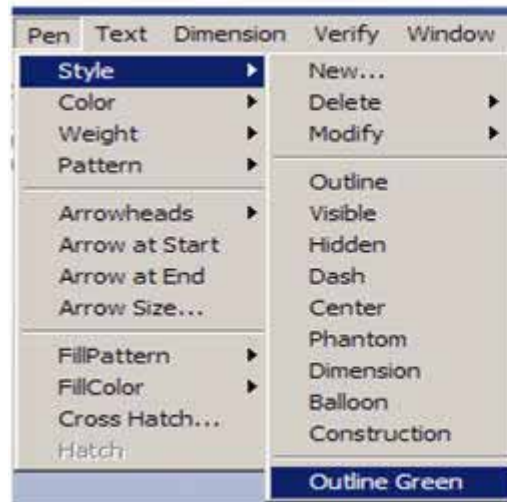 Pen Text Dimension Verify Window
Style
Color
Weight
Pattern
Arrowheads
Arrow at Start
Arrow at End
Arrow Size...
FillPattern
FillColor
Cross Hatch...
Hatch
New...
Delete
Modify
Outline
Visible
Hidden
Dash
Center
Phantom
Dimension
Balloon
Construction
Outline Green